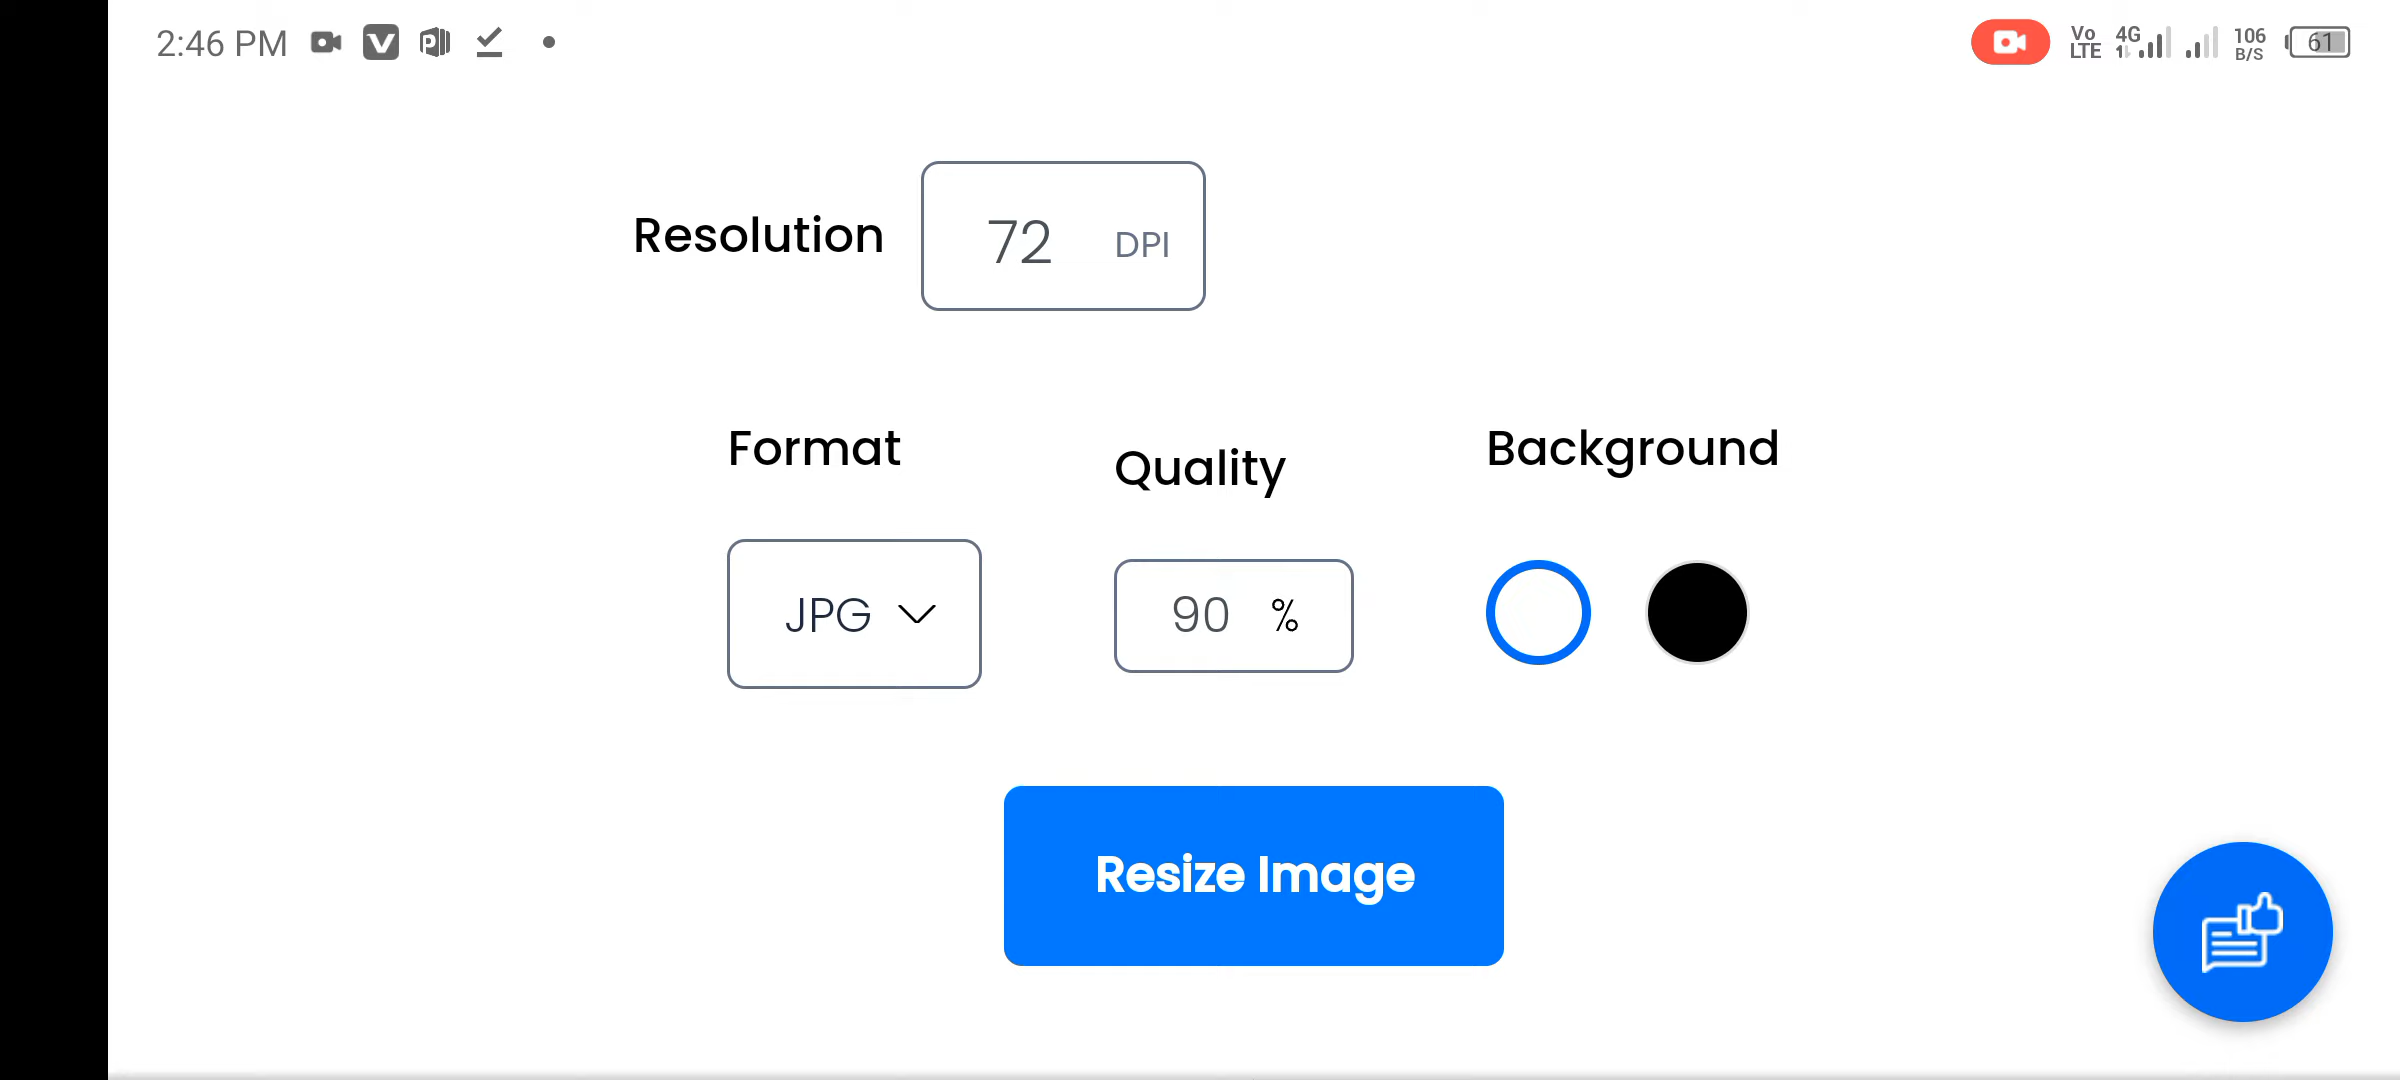 2:46 PM
Vo LTE 4G 106 B/S 61
Resolution 72 DPI
Format Quality Background
JPG 90 %
Resize Image